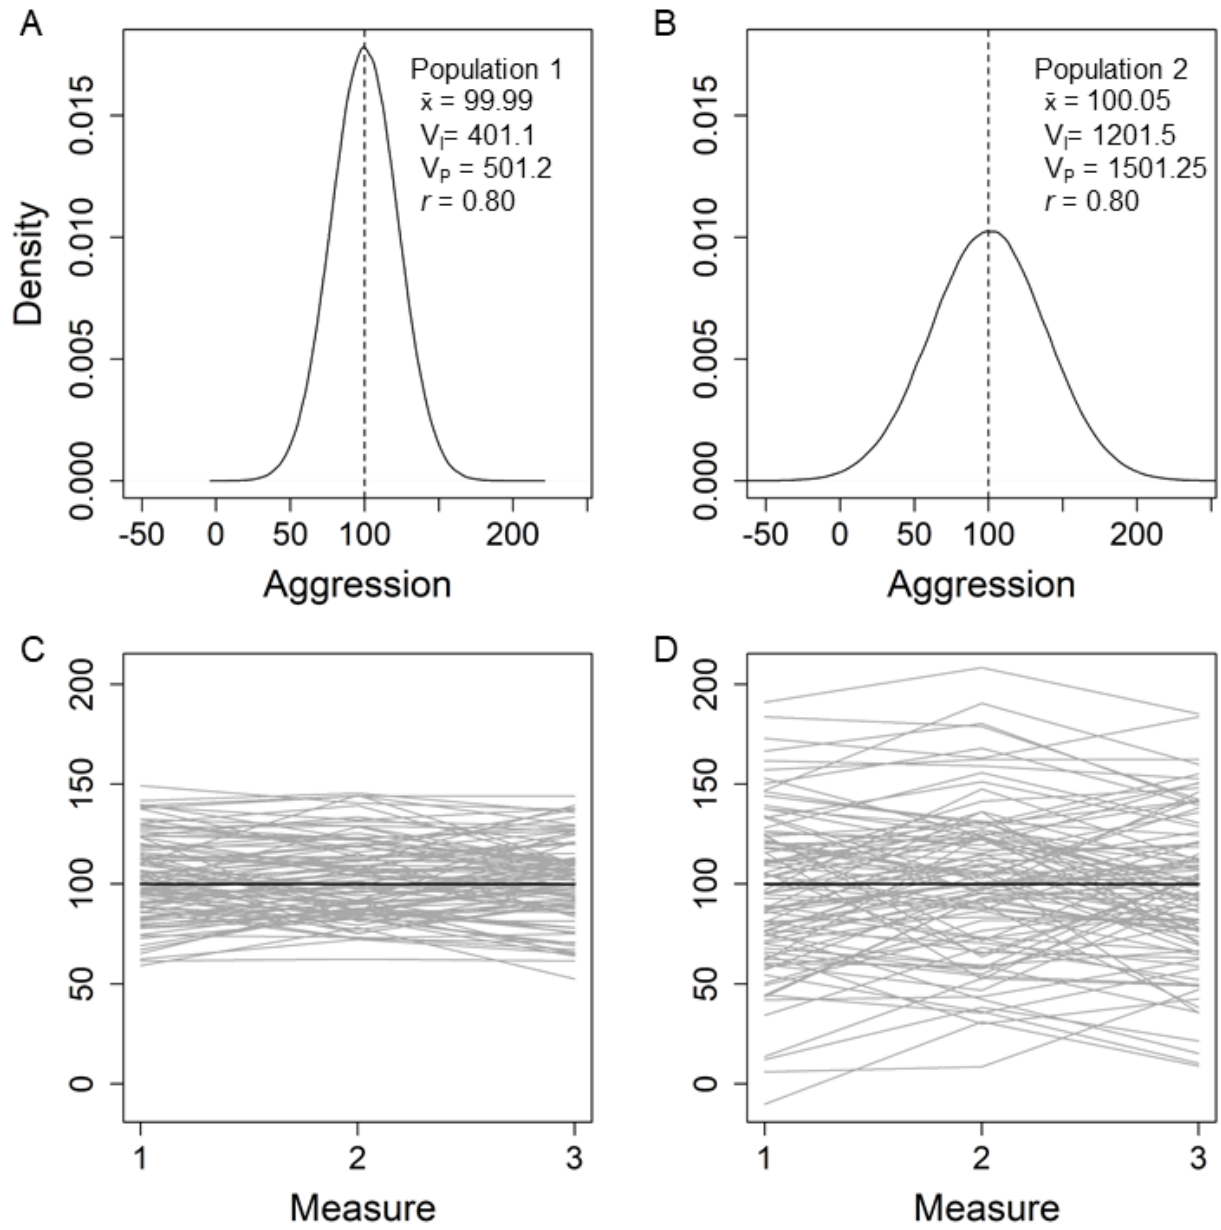 A
Population 1
x̄ = 99.99
V_I= 401.1
V_P = 501.2
r = 0.80
Density
0.015
0.010
0.005
0.000
-50 0 50 100 200
Aggression
B
Population 2
x̄ = 100.05
V_I= 1201.5
V_P = 1501.25
r = 0.80
0.015
0.010
0.005
0.000
-50 0 50 100 200
Aggression
C
200
150
100
50
0
1 2 3
Measure
D
200
150
100
50
0
1 2 3
Measure